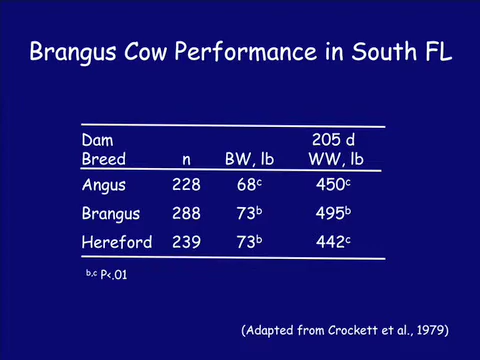 Brangus Cow Performance in South FL
Dam 205 d
Breed n BW, lb WW, lb
Angus 228 68ᶜ 450ᶜ
Brangus 288 73ᵇ 495ᵇ
Hereford 239 73ᵇ 442ᶜ
ᵇ,ᶜ P<.01
(Adapted from Crockett et al., 1979)